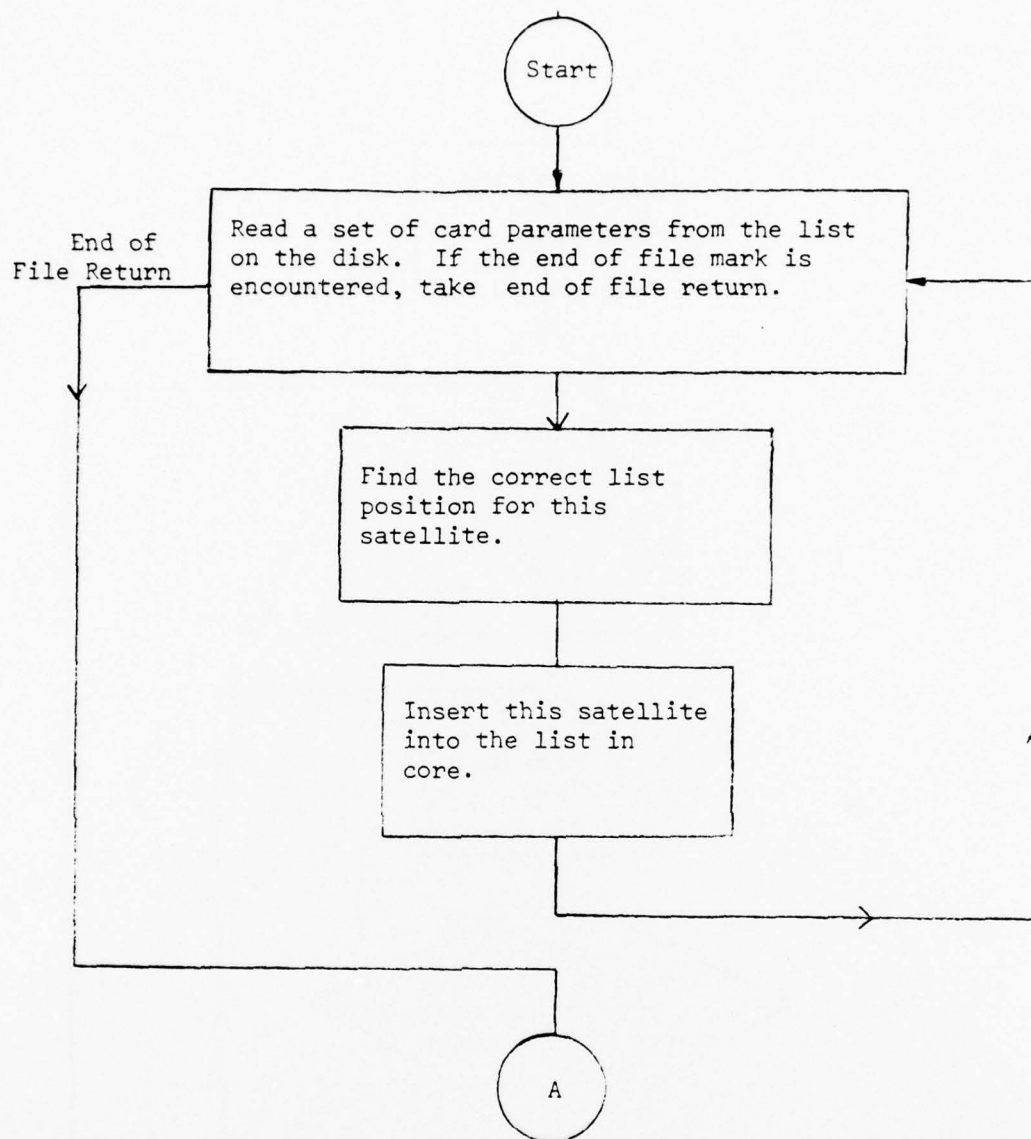 Start
End of
File Return
Read a set of card parameters from the list
on the disk. If the end of file mark is
encountered, take end of file return.
Find the correct list
position for this
satellite.
Insert this satellite
into the list in
core.
A